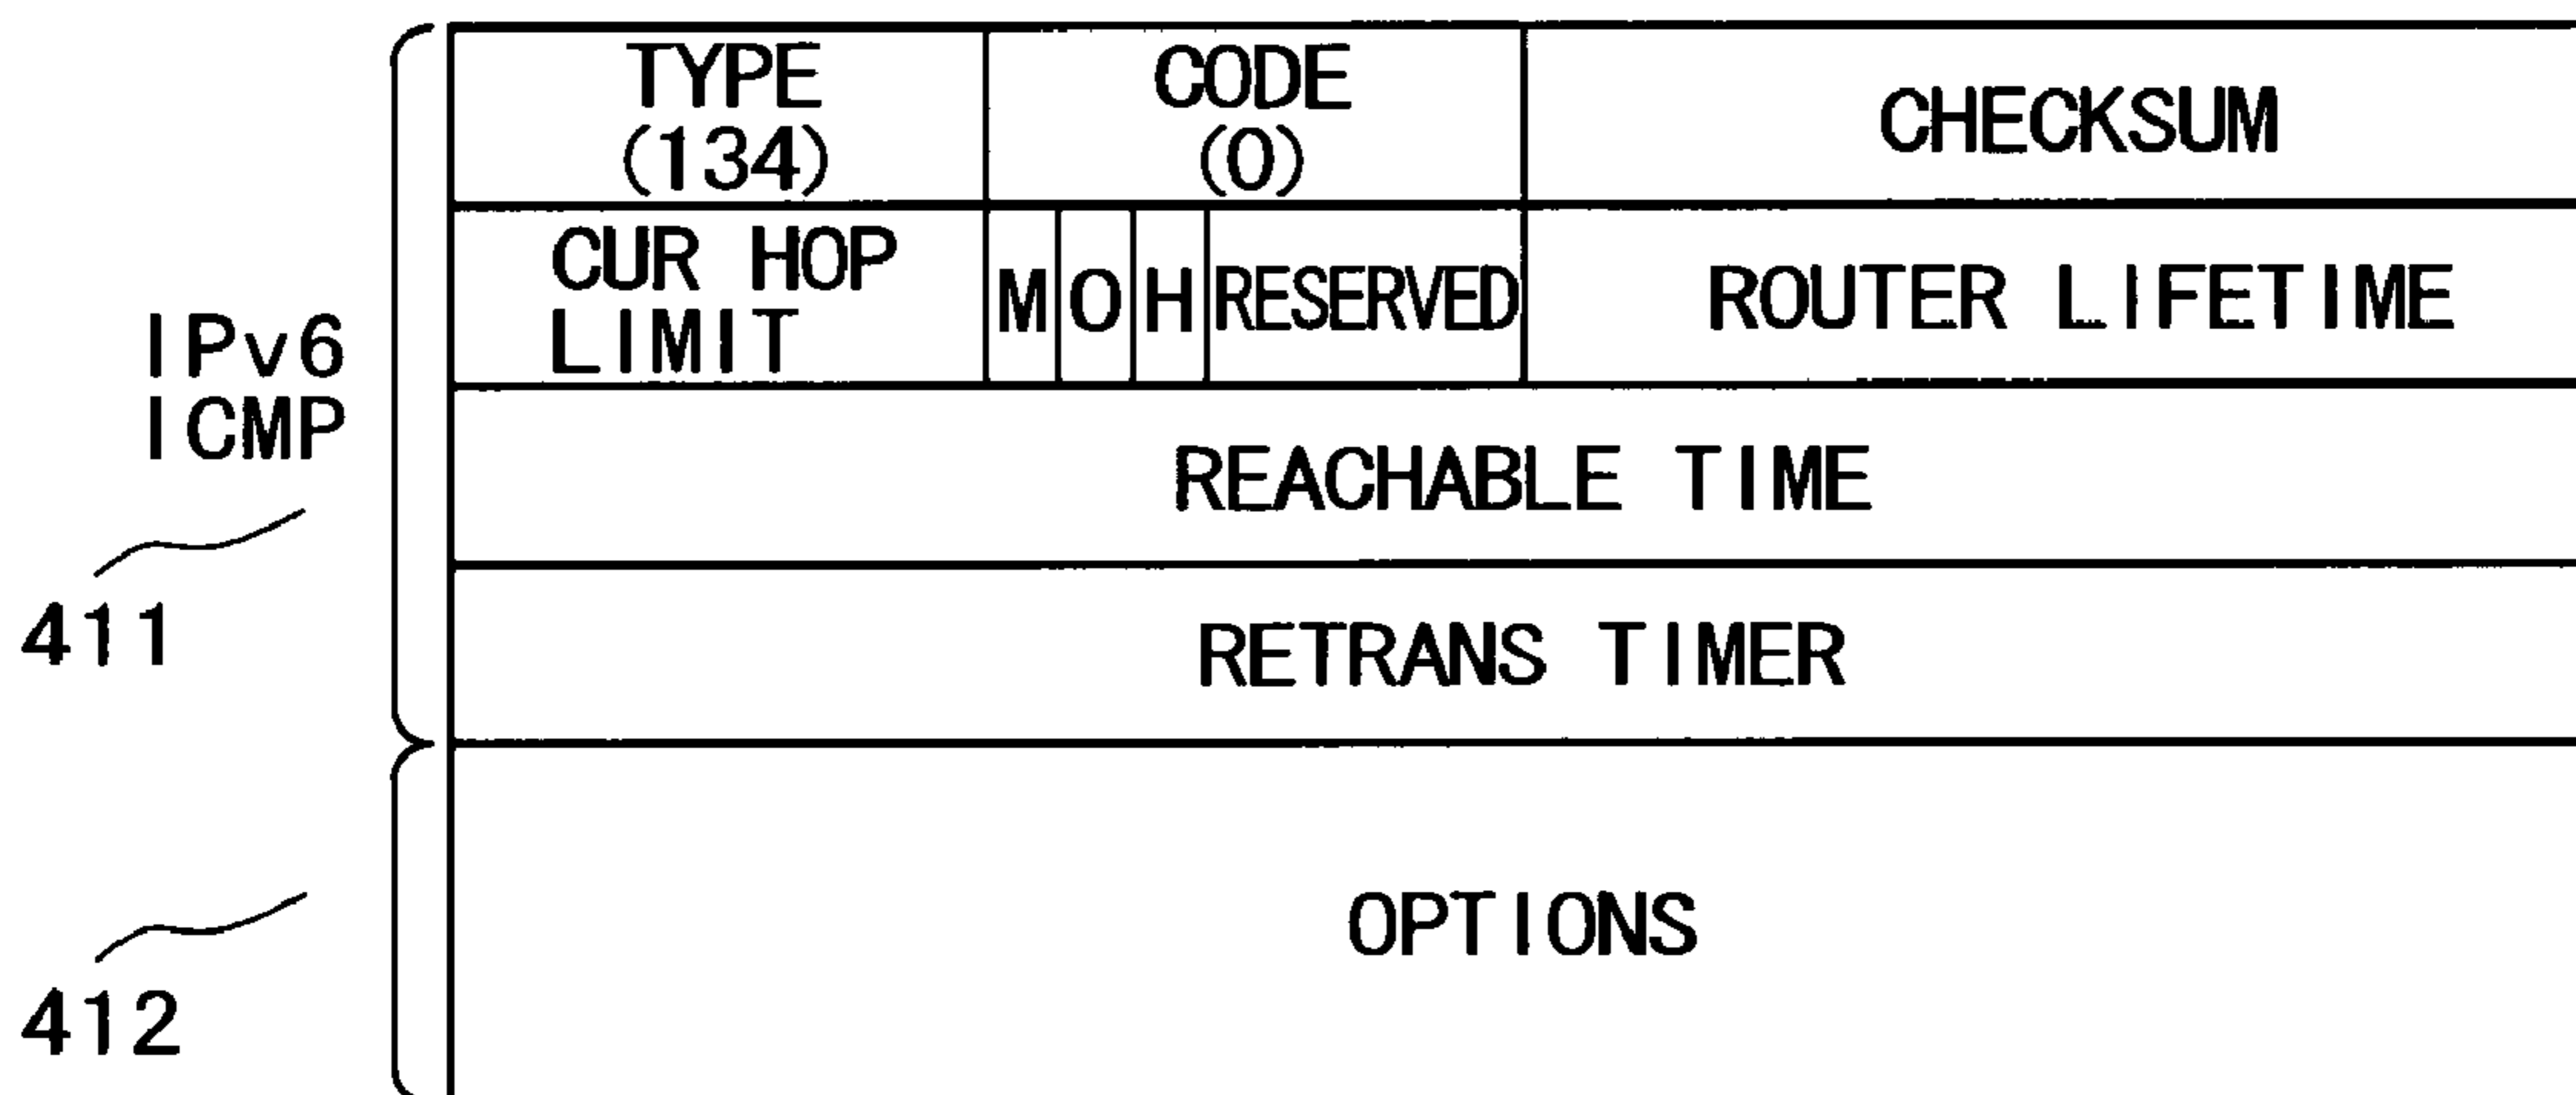 TYPE
(134)
CODE
(0)
CHECKSUM
CUR HOP
LIMIT
M
O
H
RESERVED
ROUTER LIFETIME
REACHABLE TIME
RETRANS TIMER
OPTIONS
IPv6
ICMP
411
412